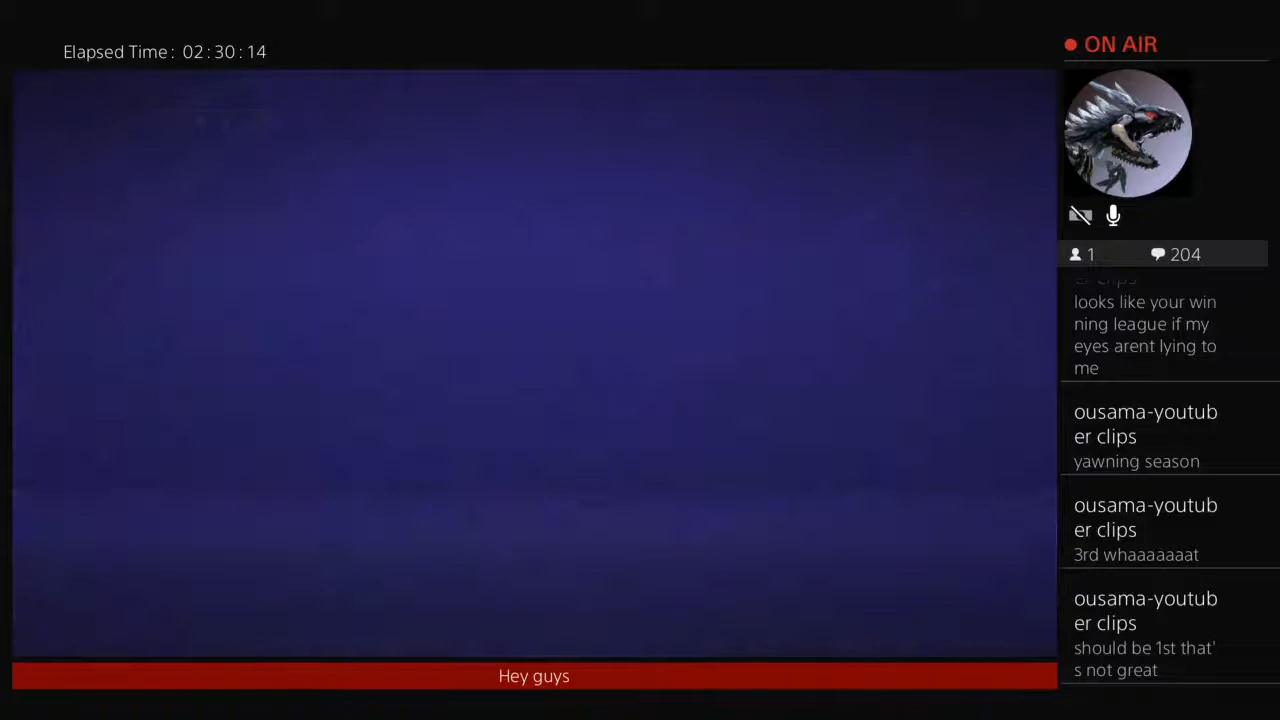 Elapsed Time: 02:30:14
ON AIR
1 204
er clips
looks like your win
ning league if my
eyes arent lying to
me
ousama-youtub
er clips
yawning season
ousama-youtub
er clips
3rd whaaaaaaat
ousama-youtub
er clips
should be 1st that'
s not great
Hey guys